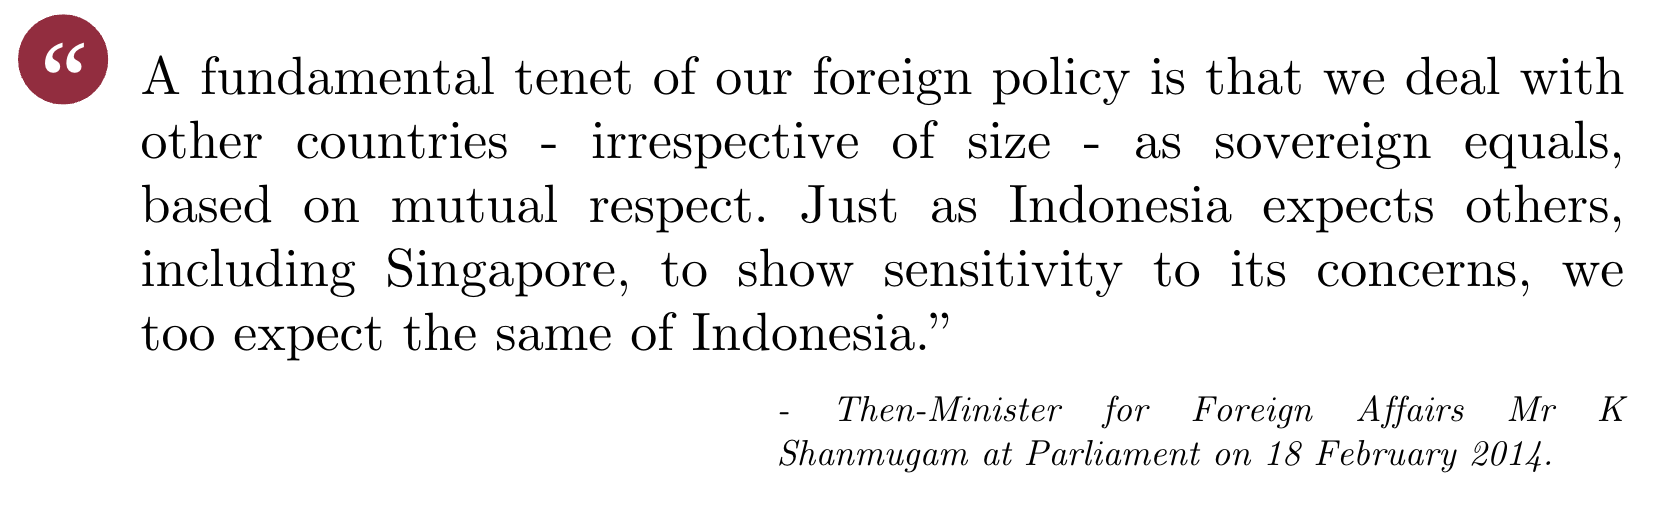 “
A fundamental tenet of our foreign policy is that we deal with
other countries - irrespective of size - as sovereign equals,
based on mutual respect. Just as Indonesia expects others,
including Singapore, to show sensitivity to its concerns, we
too expect the same of Indonesia.”
- Then-Minister for Foreign Affairs Mr K
Shanmugam at Parliament on 18 February 2014.